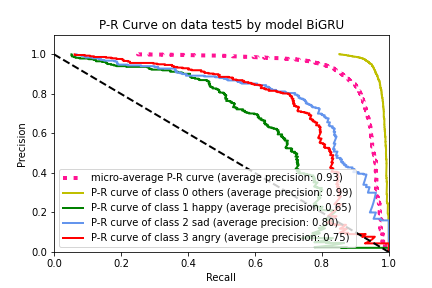 P-R Curve on data test5 by model BiGRU
1.0
0.8
0.6
0.4
0.2
0.0
Precision
micro-average P-R curve (average precision: 0.93)
P-R curve of class 0 others (average precision: 0.99)
P-R curve of class 1 happy (average precision: 0.65)
P-R curve of class 2 sad (average precision: 0.80)
P-R curve of class 3 angry (average precision: 0.75)
0.0 0.2 0.4 0.6 0.8 1.0
Recall